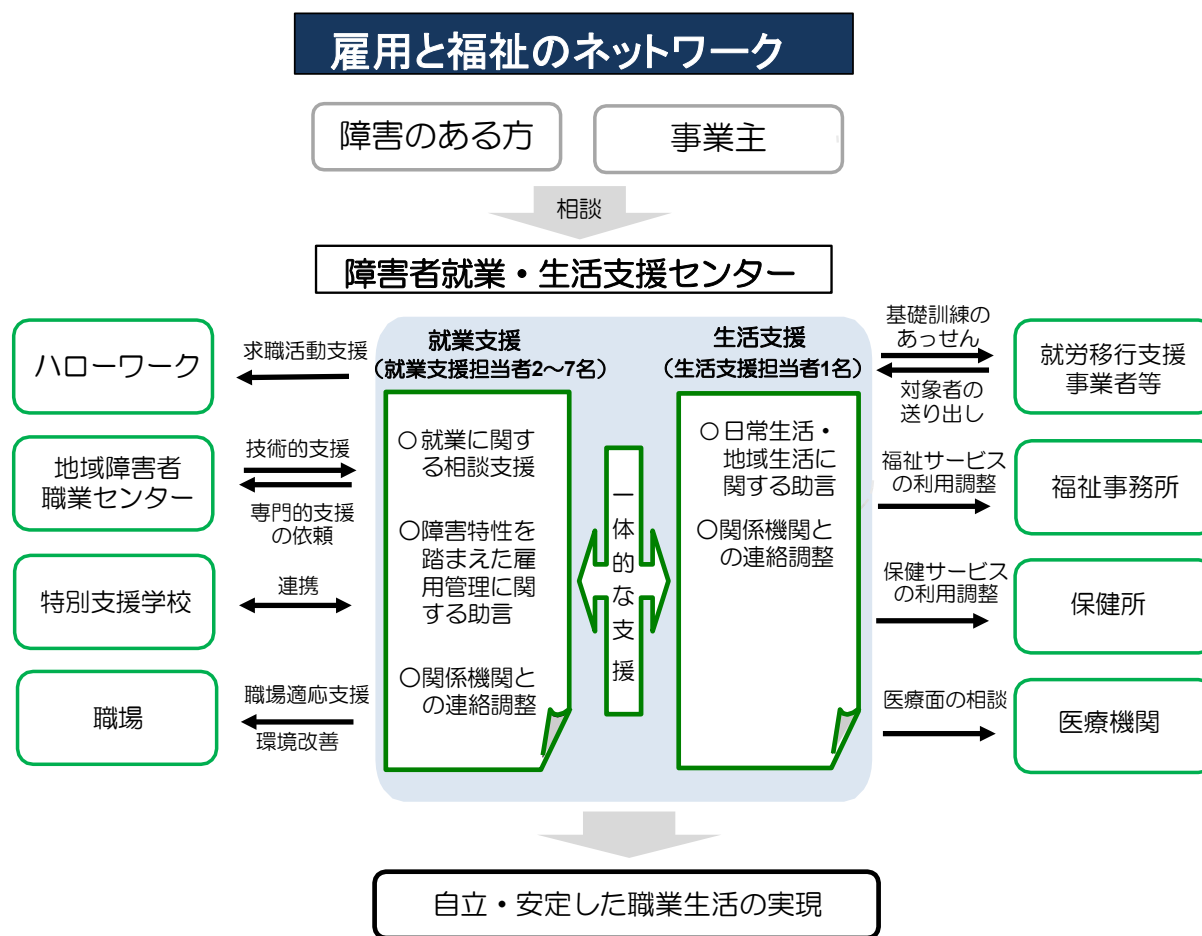 雇用と福祉のネットワーク
障害のある方
事業主
相談
障害者就業・生活支援センター
ハローワーク
求職活動支援
地域障害者
職業センター
技術的支援
専門的支援
の依頼
特別支援学校
連携
職場
職場適応支援
環境改善
就業支援
(就業支援担当者2~7名)
○就業に関す
る相談支援
○障害特性を
踏まえた雇
用管理に関
する助言
○関係機関と
の連絡調整
一体的な支援
生活支援
(生活支援担当者1名)
○日常生活・
地域生活に
関する助言
○関係機関と
の連絡調整
基礎訓練の
あっせん
対象者の
送り出し
就労移行支援
事業者等
福祉サービス
の利用調整
福祉事務所
保健サービス
の利用調整
保健所
医療面の相談
医療機関
自立・安定した職業生活の実現